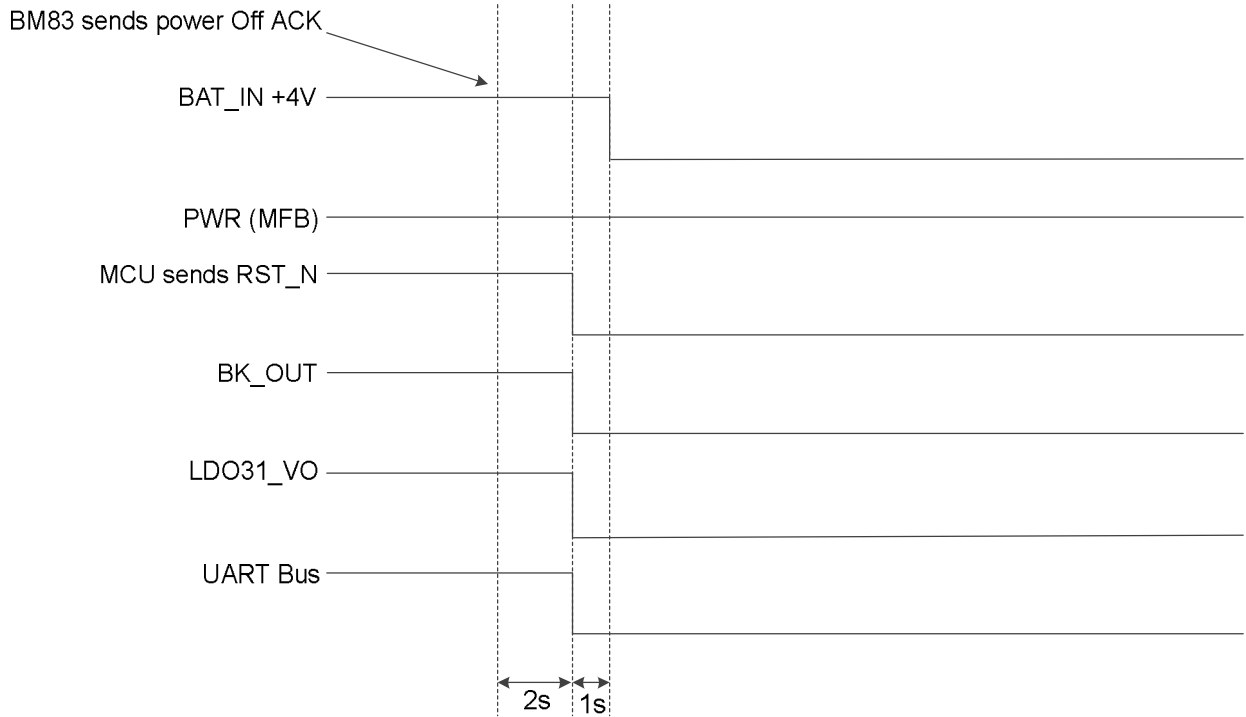 BM83 sends power Off ACK
BAT_IN +4V
PWR (MFB)
MCU sends RST_N
BK_OUT
LDO31_VO
UART Bus
2s
1s